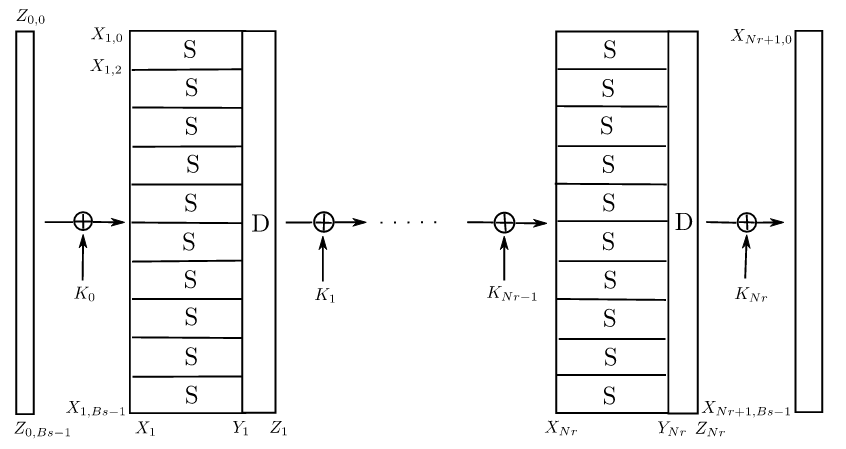 Z_{0,0}
X_{1,0} S X_{Nr+1,0} S
X_{1,2} S S
S S
S S
S S
D · · · · · D
S S
K_0 S K_1 K_{Nr-1} S K_{Nr}
S S
S S
X_{1,Bs-1} S S X_{Nr+1,Bs-1}
Z_{0,Bs-1} X_1 Y_1 Z_1 X_{Nr} Y_{Nr} Z_{Nr}